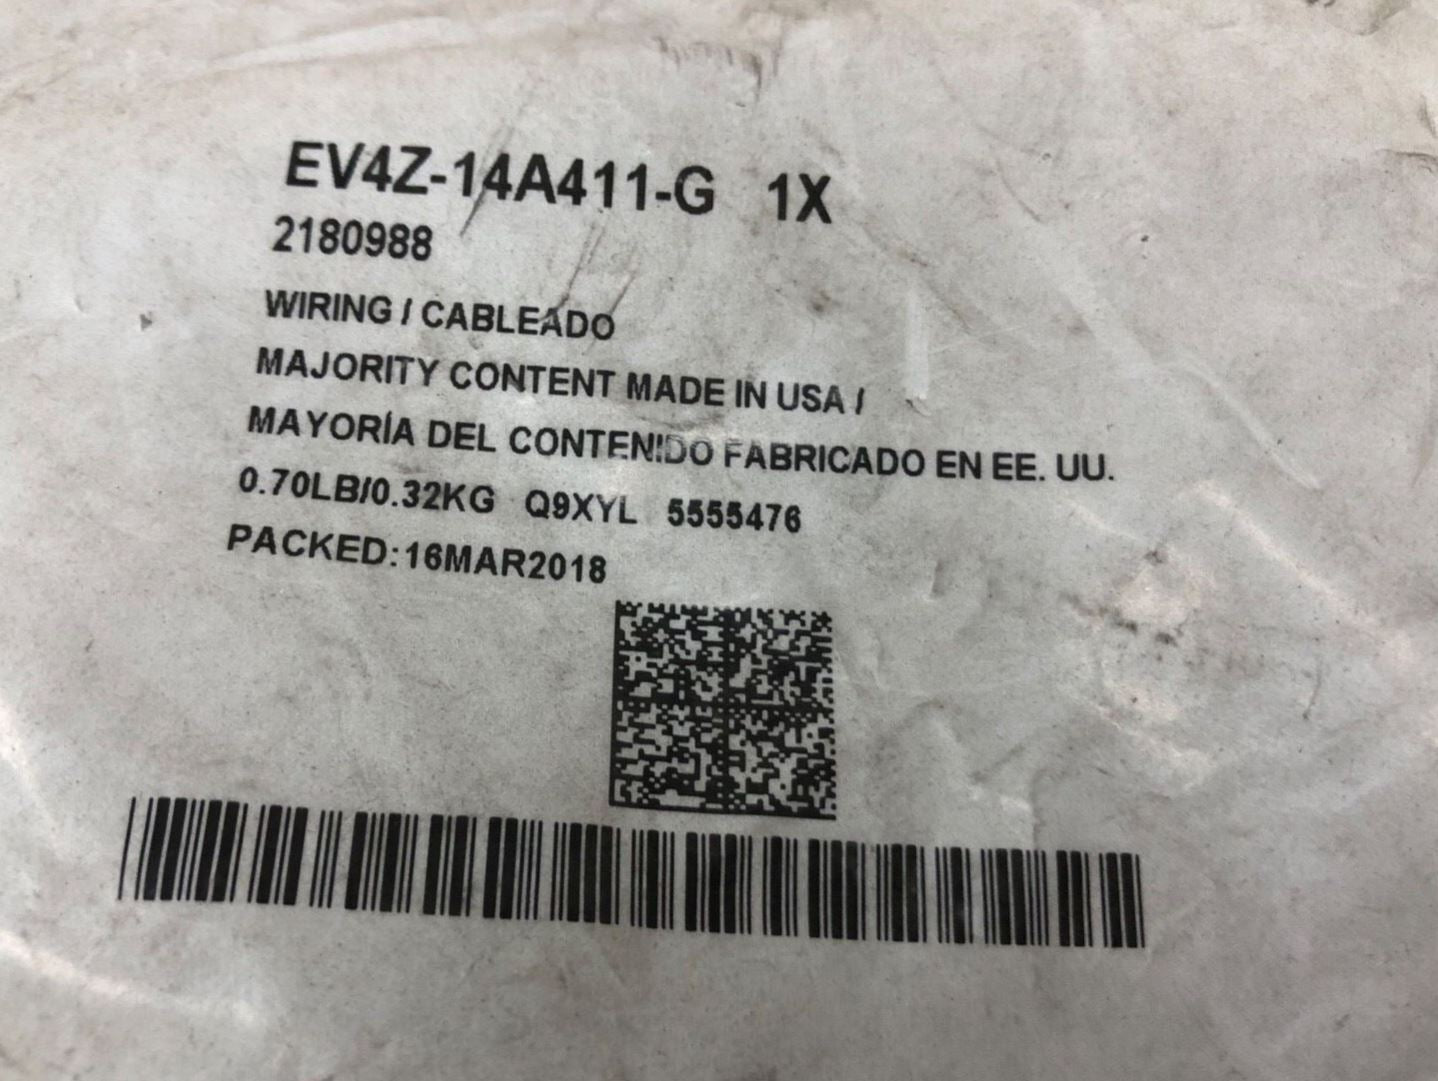 EV4Z-14A411-G 1X
2180988
WIRING / CABLEADO
MAJORITY CONTENT MADE IN USA /
MAYORÍA DEL CONTENIDO FABRICADO EN EE. UU.
0.70LB/0.32KG Q9XYL 5555476
PACKED:16MAR2018